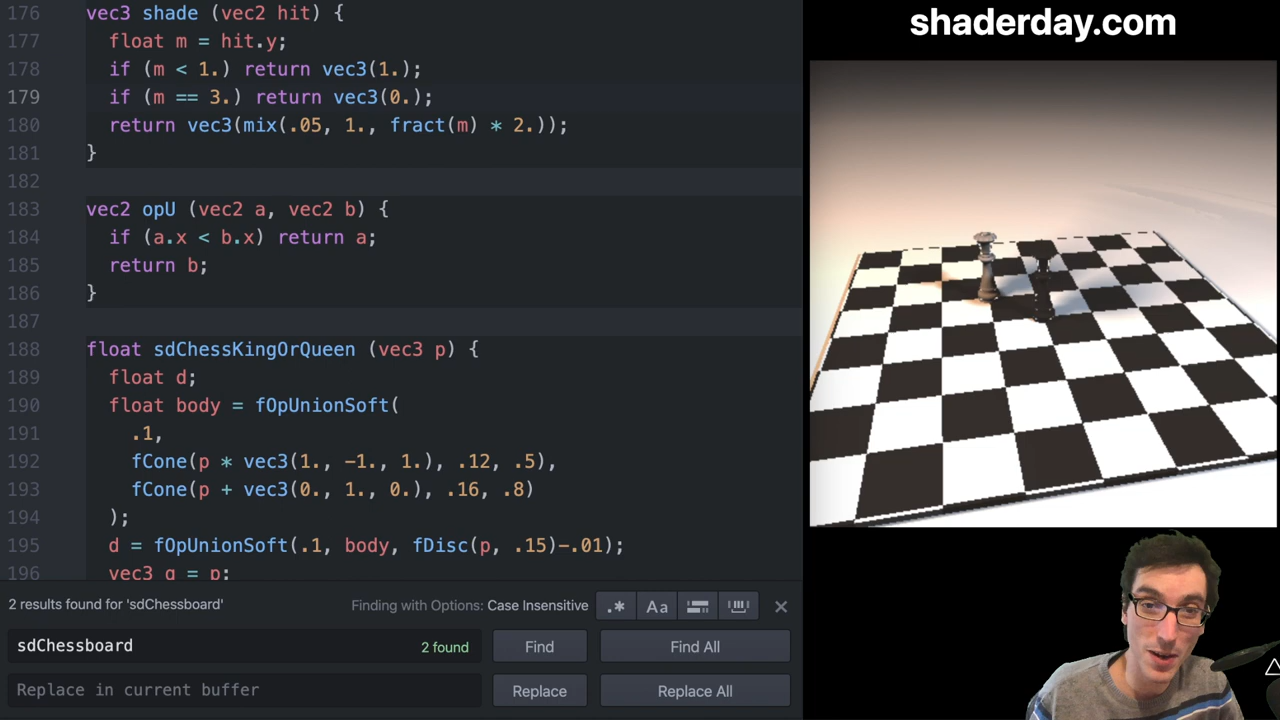 176 vec3 shade (vec2 hit) {
177 float m = hit.y;
178 if (m < 1.) return vec3(1.);
179 if (m == 3.) return vec3(0.);
180 return vec3(mix(.05, 1., fract(m) * 2.));
181 }
182
183 vec2 opU (vec2 a, vec2 b) {
184 if (a.x < b.x) return a;
185 return b;
186 }
187
188 float sdChessKingOrQueen (vec3 p) {
189 float d;
190 float body = fOpUnionSoft(
191 .1,
192 fCone(p * vec3(1., -1., 1.), .12, .5),
193 fCone(p + vec3(0., 1., 0.), .16, .8)
194 );
195 d = fOpUnionSoft(.1, body, fDisc(p, .15)-.01);
196 vec3 q = p;
2 results found for 'sdChessboard'
Finding with Options: Case Insensitive
.*
Aa
sdChessboard
2 found
Find
Find All
Replace in current buffer
Replace
Replace All
shaderday.com